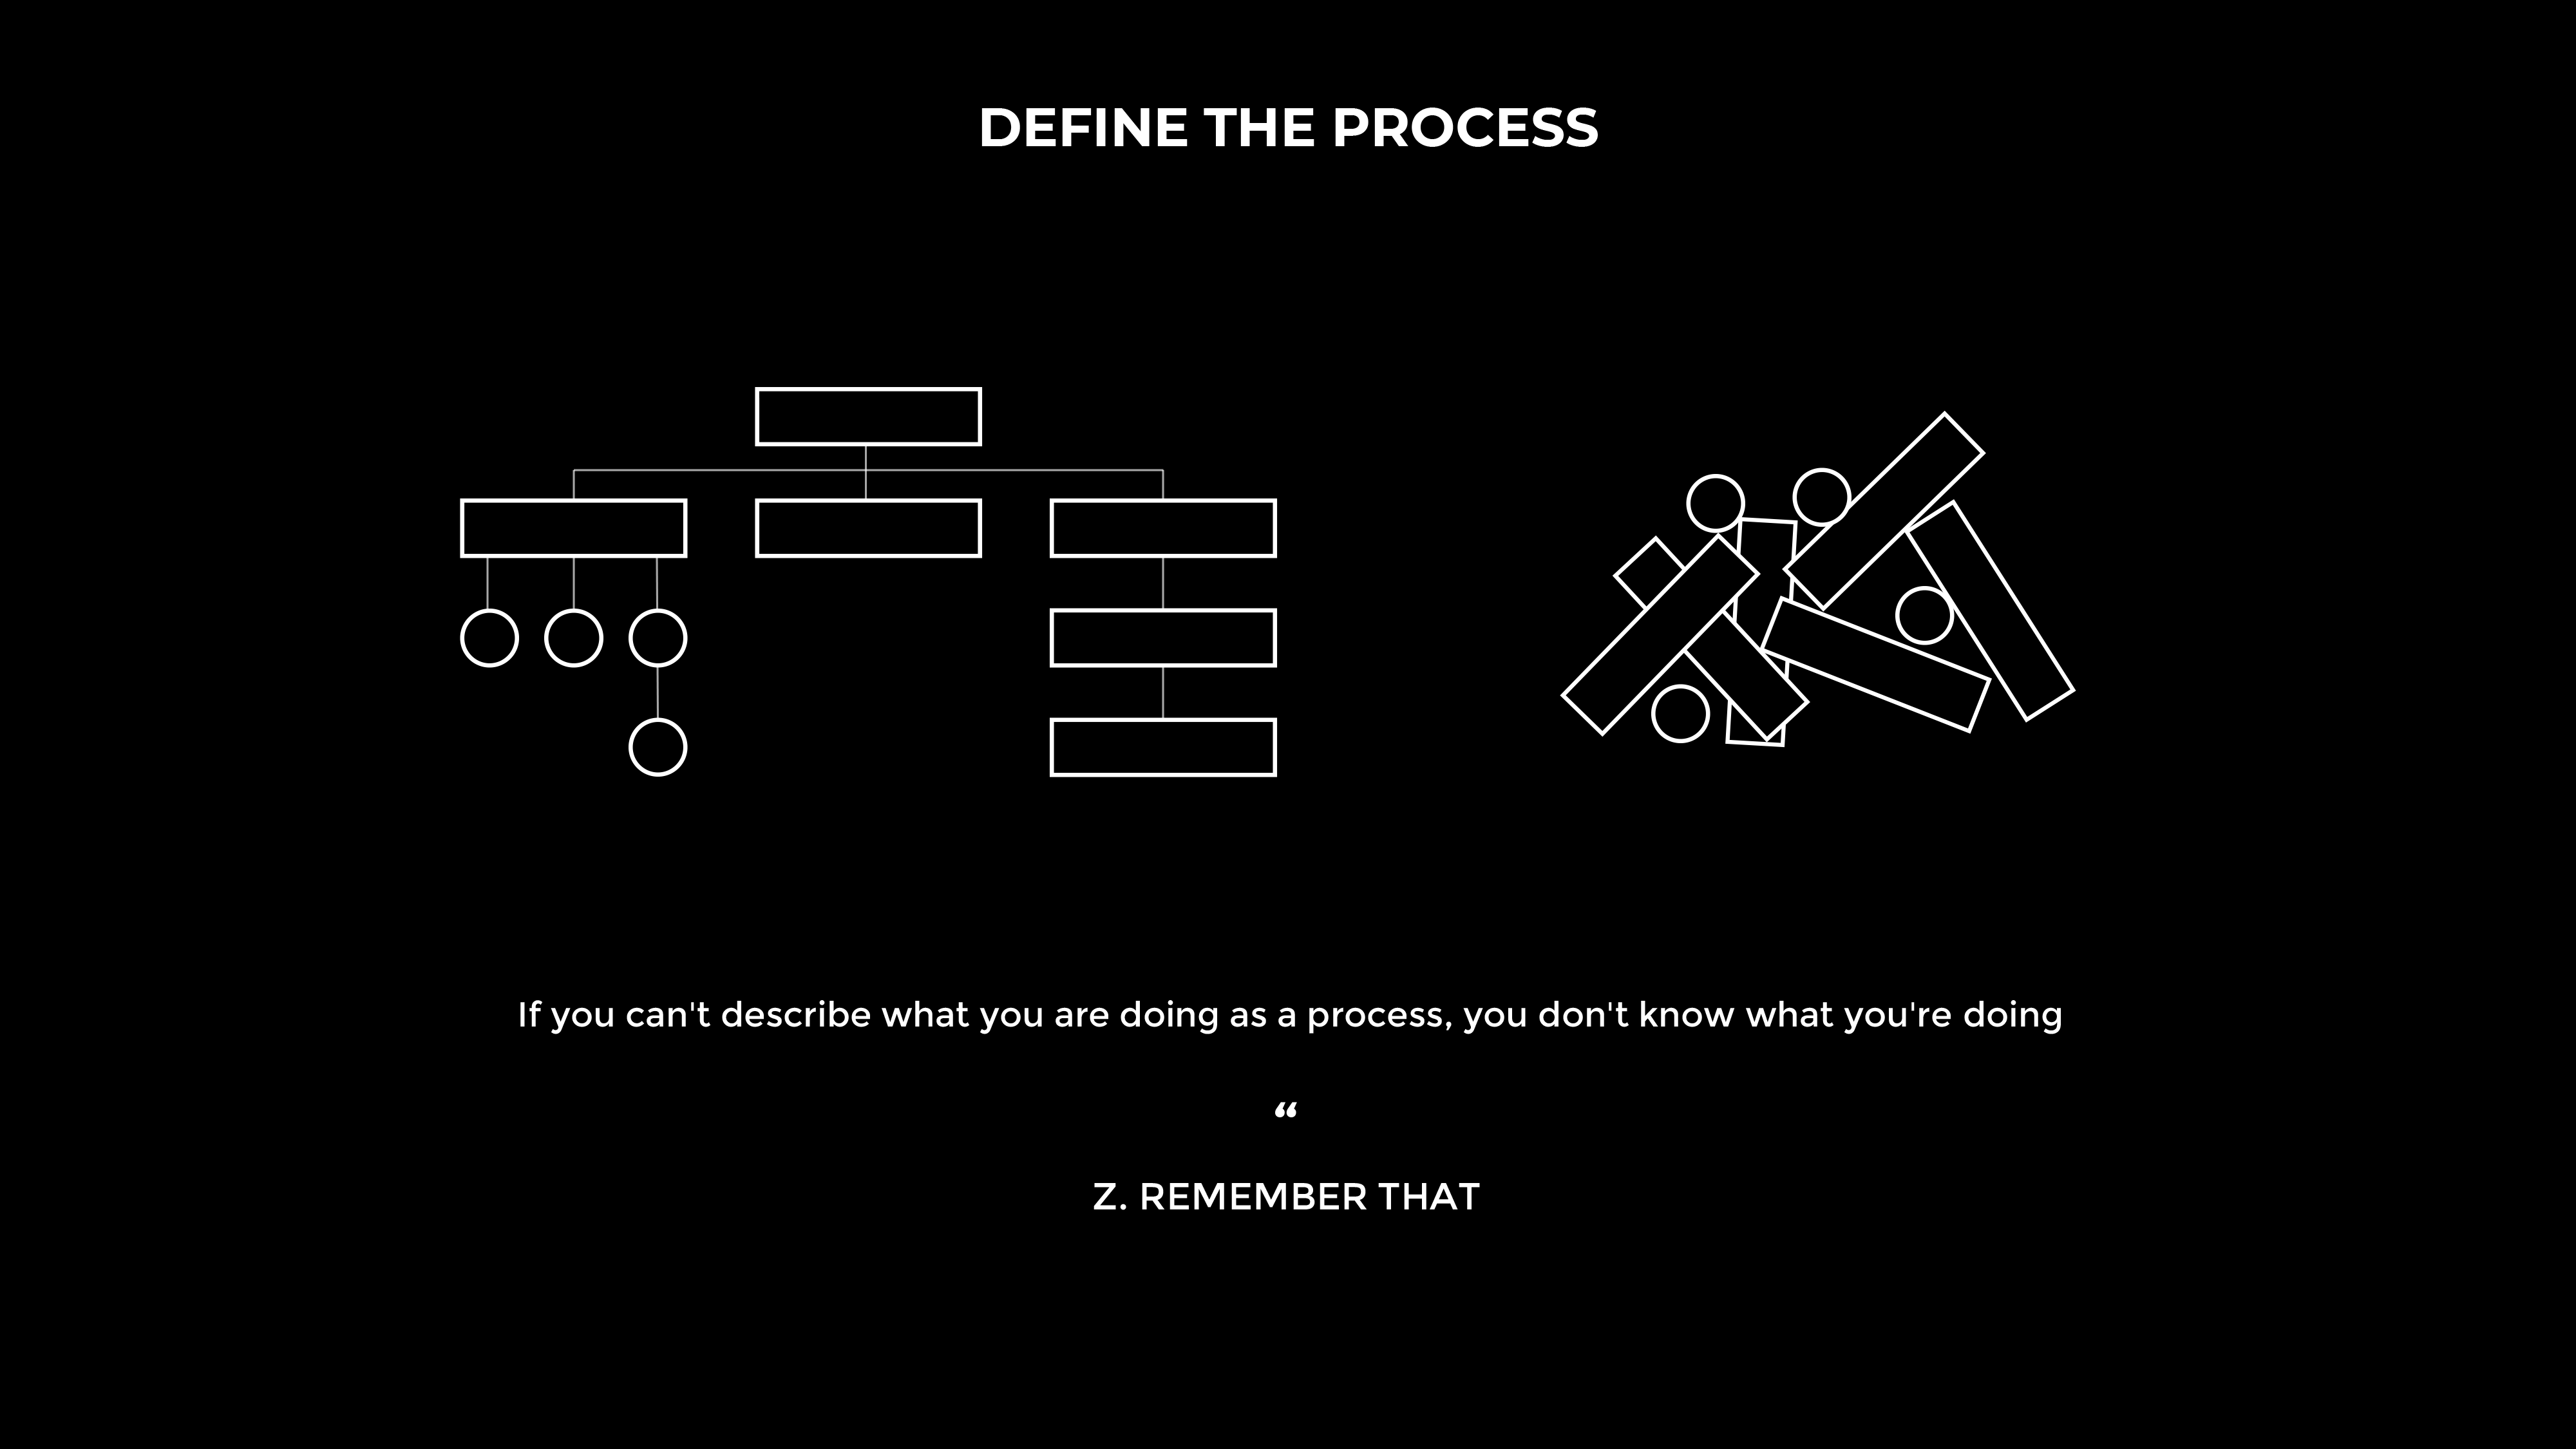 DEFINE THE PROCESS
If you can't describe what you are doing as a process, you don't know what you're doing
“
Z. REMEMBER THAT